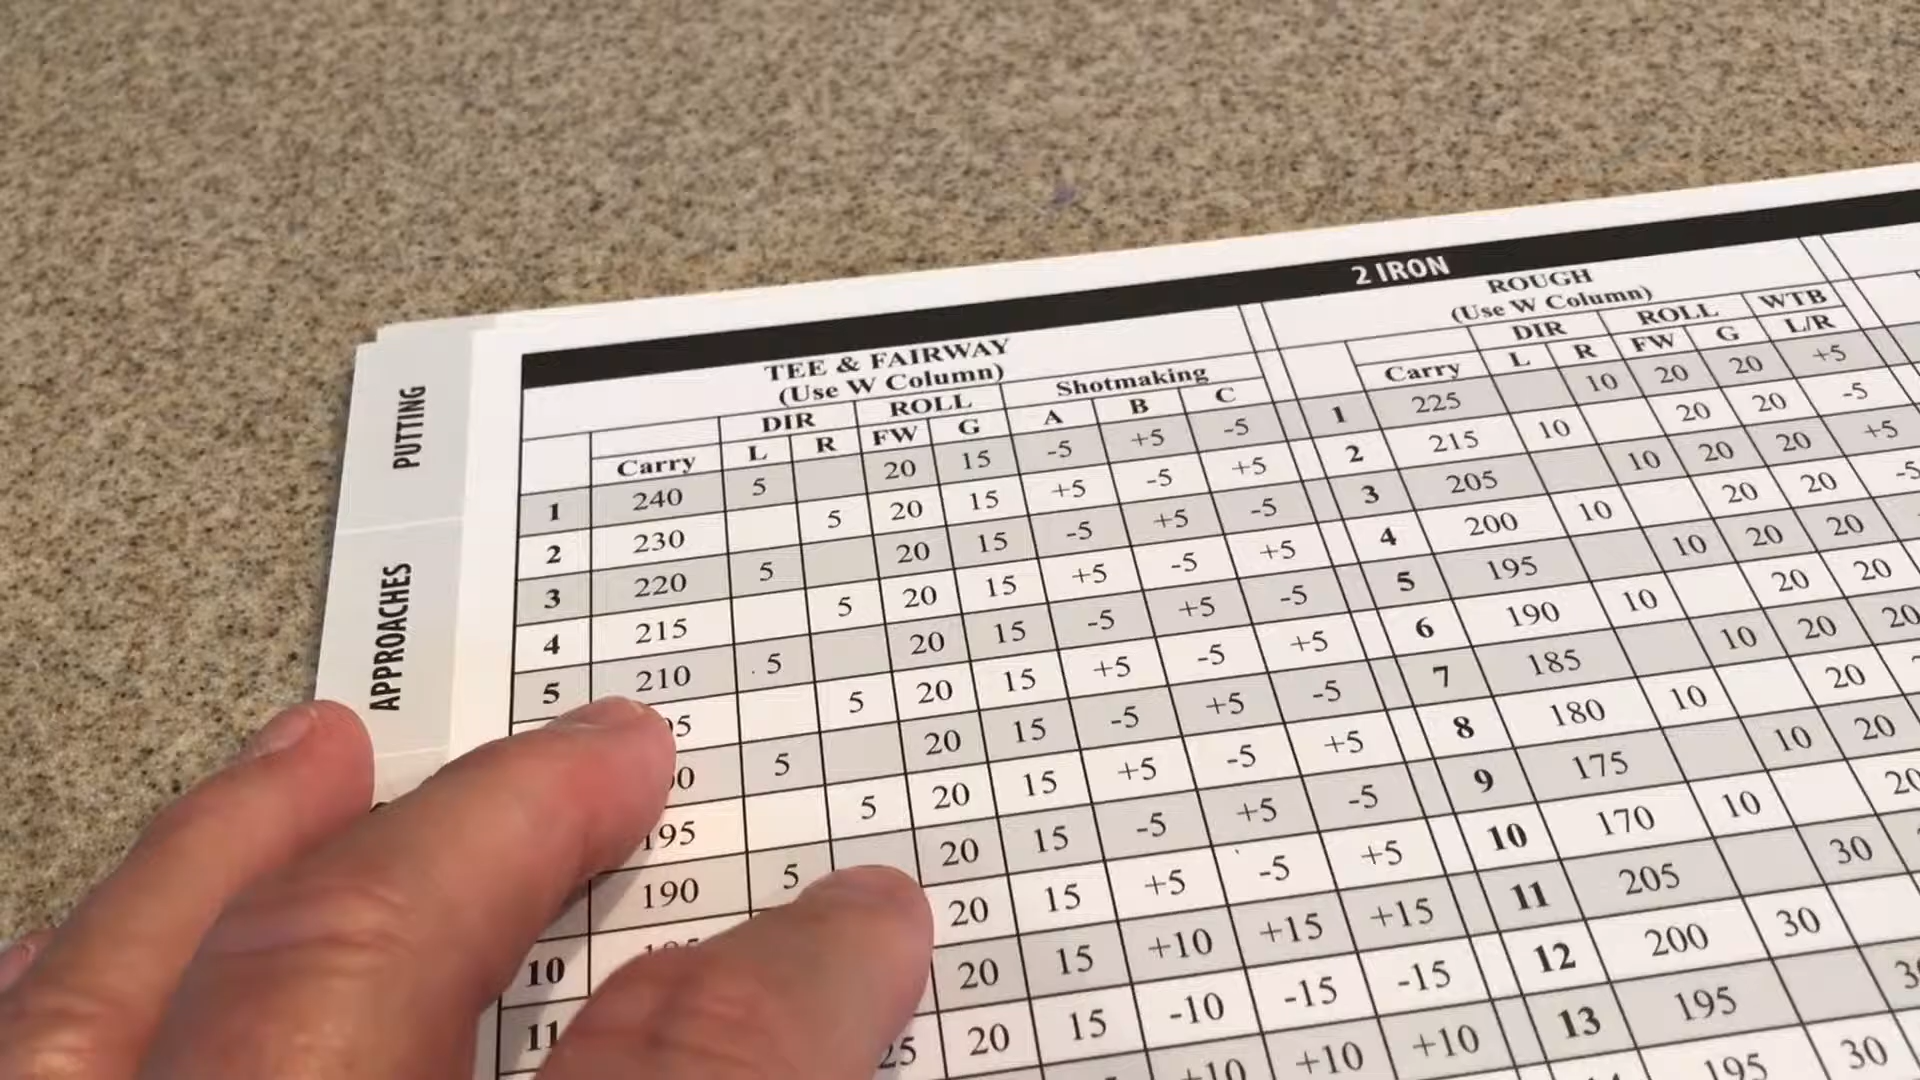 2 IRON
TEE & FAIRWAY ROUGH
(Use W Column) (Use W Column)
DIR ROLL Shotmaking DIR ROLL WTB
Carry L R FW G A B C Carry L R FW G L/R
1 240 5 20 15 -5 +5 -5 1 225 10 20 20 +5
2 230 5 20 15 +5 -5 +5 2 215 10 20 20 -5
3 220 5 20 15 -5 +5 -5 3 205 10 20 20 +5
4 215 5 20 15 +5 -5 +5 4 200 10 20 20 -5
5 210 5 20 15 -5 +5 -5 5 195 10 20 20
5 20 15 +5 -5 +5 6 190 10 20 20
5 20 15 -5 +5 -5 7 185 10 20 20
195 5 20 15 +5 -5 +5 8 180 10 20
190 5 20 15 -5 +5 -5 9 175 10 20
10 20 15 +5 -5 +5 10 170 10 20
11 20 15 +10 +15 +15 11 205 30
25 20 15 -10 -15 -15 12 200 30
+10 +10 +10 13 195
195 30
PUTTING
APPROACHES